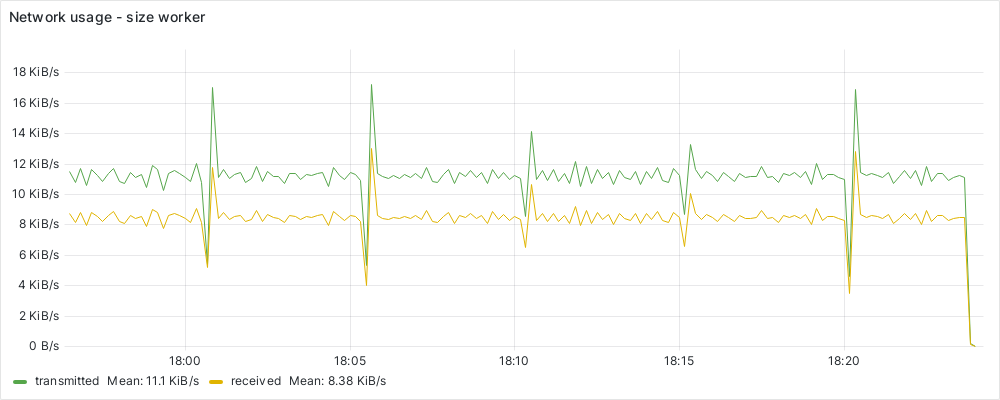 Network usage - size worker
18 KiB/s
16 KiB/s
14 KiB/s
12 KiB/s
10 KiB/s
8 KiB/s
6 KiB/s
4 KiB/s
2 KiB/s
0 B/s
18:00 18:05 18:10 18:15 18:20
transmitted Mean: 11.1 KiB/s received Mean: 8.38 KiB/s